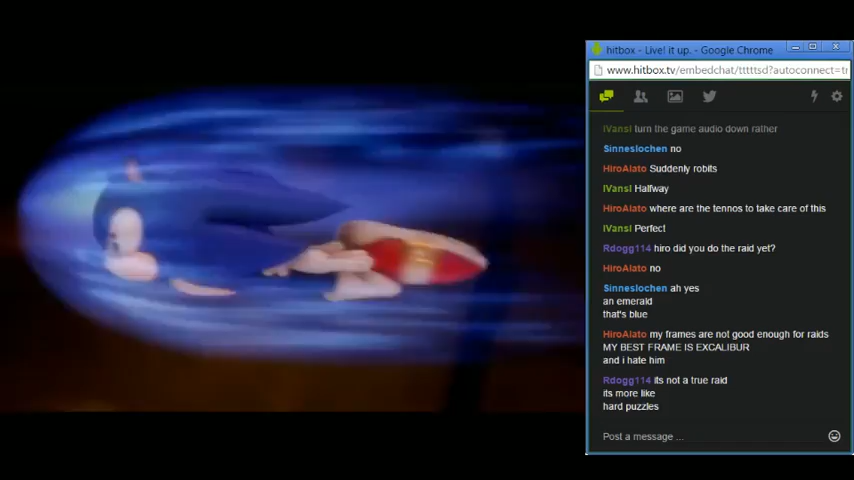 hitbox - Live! it up. - Google Chrome
www.hitbox.tv/embedchat/tttttsd?autoconnect=tr
IVansI turn the game audio down rather
Sinneslochen no
HiroAlato Suddenly robits
IVansI Halfway
HiroAlato where are the tennos to take care of this
IVansI Perfect
Rdogg114 hiro did you do the raid yet?
HiroAlato no
Sinneslochen ah yes
an emerald
that's blue
HiroAlato my frames are not good enough for raids
MY BEST FRAME IS EXCALIBUR
and i hate him
Rdogg114 its not a true raid
its more like
hard puzzles
Post a message ...